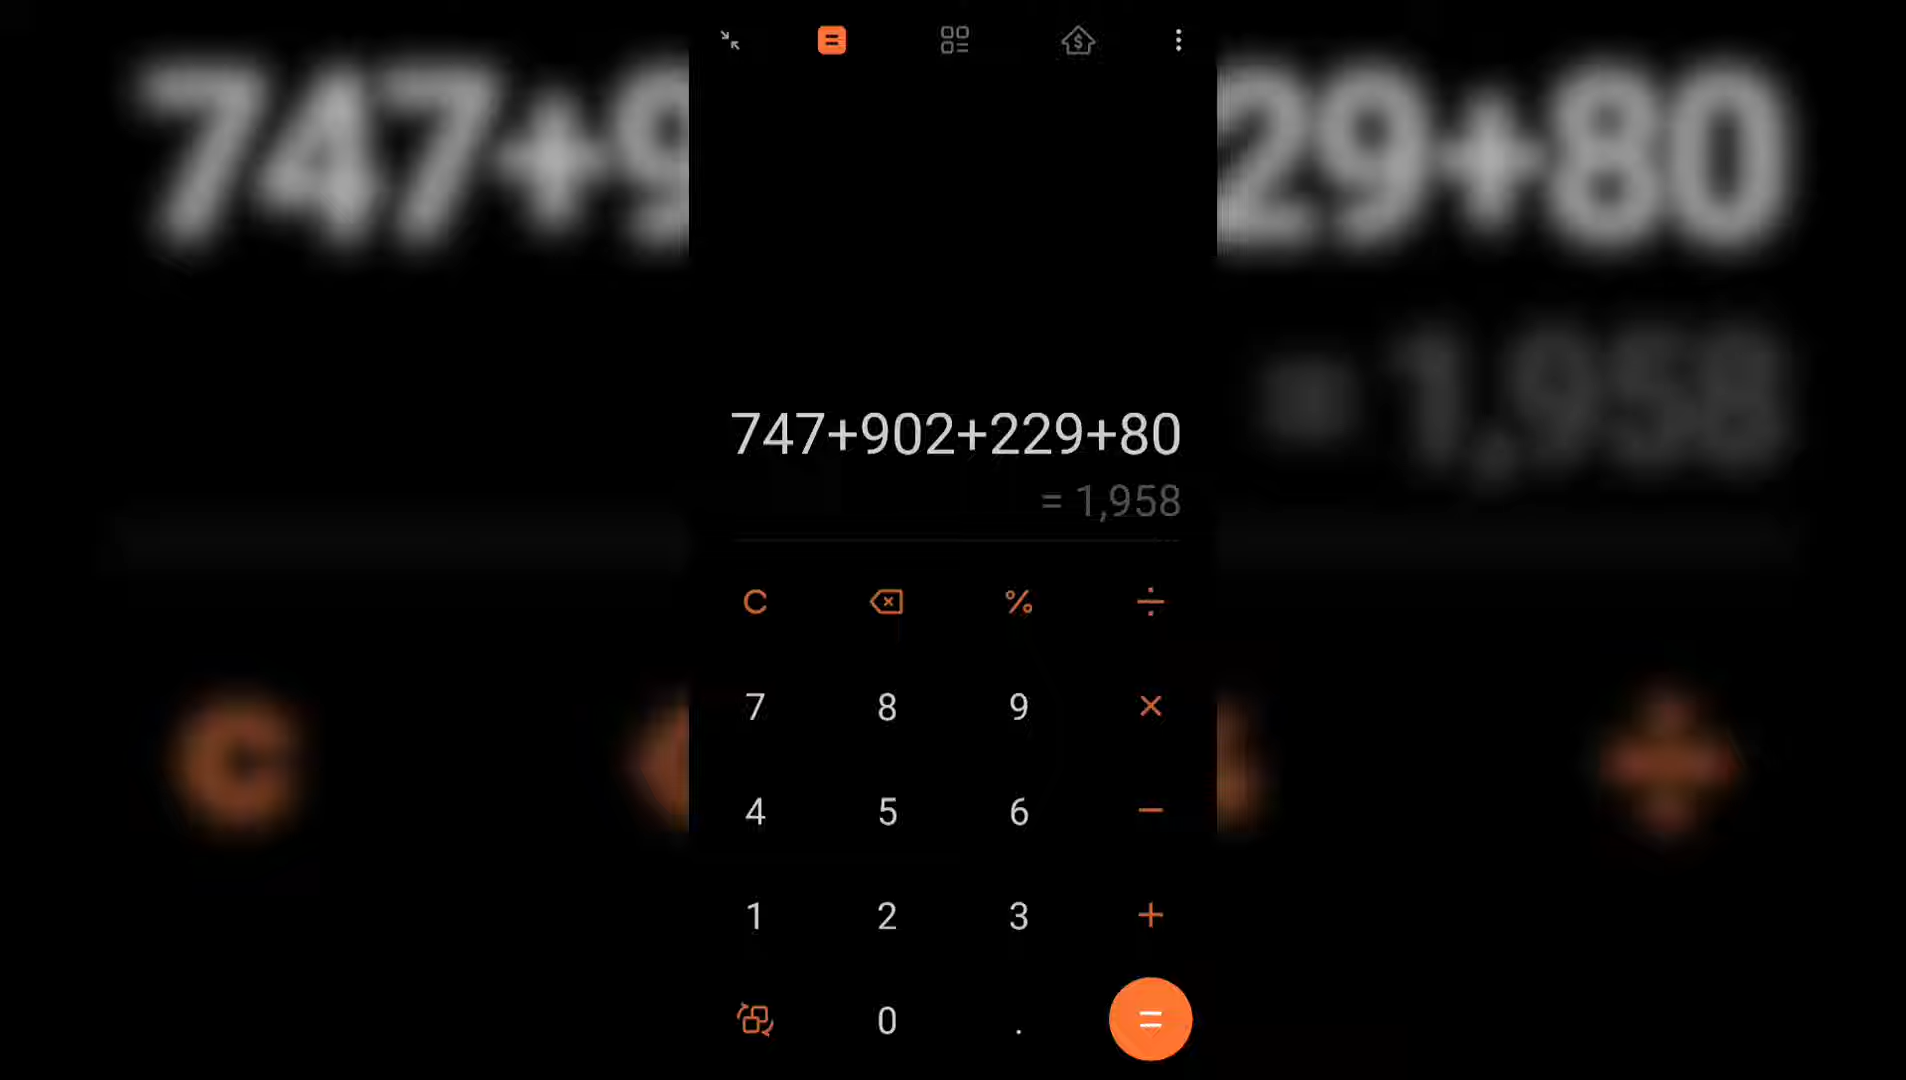 747+902+229+80
= 1,958
C % ÷
7 8 9 ×
4 5 6 −
1 2 3 +
0 . =